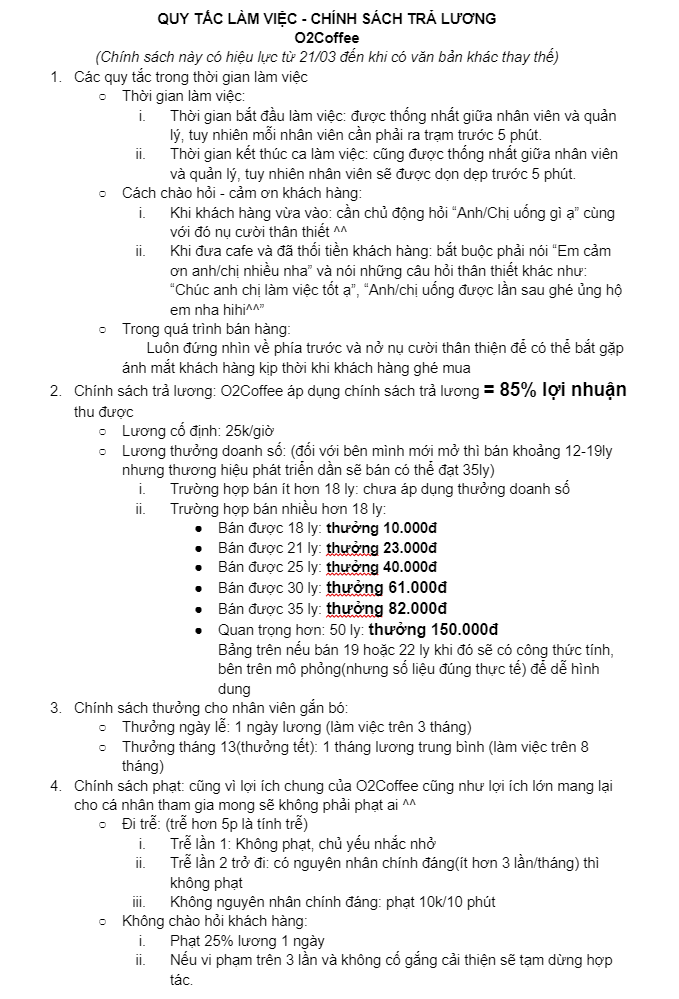 QUY TẮC LÀM VIỆC - CHÍNH SÁCH TRẢ LƯƠNG
O2Coffee
(Chính sách này có hiệu lực từ 21/03 đến khi có văn bản khác thay thế)
1. Các quy tắc trong thời gian làm việc
○ Thời gian làm việc:
i. Thời gian bắt đầu làm việc: được thống nhất giữa nhân viên và quản
lý, tuy nhiên mỗi nhân viên cần phải ra trạm trước 5 phút.
ii. Thời gian kết thúc ca làm việc: cũng được thống nhất giữa nhân viên
và quản lý, tuy nhiên nhân viên sẽ được dọn dẹp trước 5 phút.
○ Cách chào hỏi - cảm ơn khách hàng:
i. Khi khách hàng vừa vào: cần chủ động hỏi “Anh/Chị uống gì ạ” cùng
với đó nụ cười thân thiết ^^
ii. Khi đưa cafe và đã thối tiền khách hàng: bắt buộc phải nói “Em cảm
ơn anh/chị nhiều nha” và nói những câu hỏi thân thiết khác như:
“Chúc anh chị làm việc tốt ạ”, “Anh/chị uống được lần sau ghé ủng hộ
em nha hihi^^”
○ Trong quá trình bán hàng:
Luôn đứng nhìn về phía trước và nở nụ cười thân thiện để có thể bắt gặp
ánh mắt khách hàng kịp thời khi khách hàng ghé mua
2. Chính sách trả lương: O2Coffee áp dụng chính sách trả lương = 85% lợi nhuận
thu được
○ Lương cố định: 25k/giờ
○ Lương thưởng doanh số: (đối với bên mình mới mở thì bán khoảng 12-19ly
nhưng thương hiệu phát triển dần sẽ bán có thể đạt 35ly)
i. Trường hợp bán ít hơn 18 ly: chưa áp dụng thưởng doanh số
ii. Trường hợp bán nhiều hơn 18 ly:
● Bán được 18 ly: thưởng 10.000đ
● Bán được 21 ly: thưởng 23.000đ
● Bán được 25 ly: thưởng 40.000đ
● Bán được 30 ly: thưởng 61.000đ
● Bán được 35 ly: thưởng 82.000đ
● Quan trọng hơn: 50 ly: thưởng 150.000đ
Bảng trên nếu bán 19 hoặc 22 ly khi đó sẽ có công thức tính,
bên trên mô phỏng(nhưng số liệu đúng thực tế) để dễ hình
dung
3. Chính sách thưởng cho nhân viên gắn bó:
○ Thưởng ngày lễ: 1 ngày lương (làm việc trên 3 tháng)
○ Thưởng tháng 13(thưởng tết): 1 tháng lương trung bình (làm việc trên 8
tháng)
4. Chính sách phạt: cũng vì lợi ích chung của O2Coffee cũng như lợi ích lớn mang lại
cho cá nhân tham gia mong sẽ không phải phạt ai ^^
○ Đi trễ: (trễ hơn 5p là tính trễ)
i. Trễ lần 1: Không phạt, chủ yếu nhắc nhở
ii. Trễ lần 2 trở đi: có nguyên nhân chính đáng(ít hơn 3 lần/tháng) thì
không phạt
iii. Không nguyên nhân chính đáng: phạt 10k/10 phút
○ Không chào hỏi khách hàng:
i. Phạt 25% lương 1 ngày
ii. Nếu vi phạm trên 3 lần và không cố gắng cải thiện sẽ tạm dừng hợp
tác.